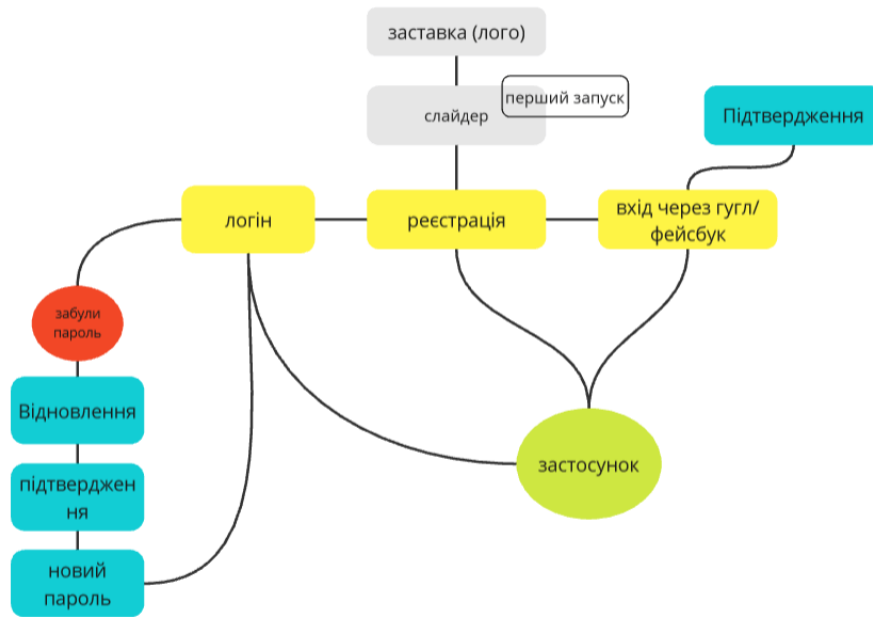 заставка (лого)
перший запуск
слайдер
Підтвердження
логін
реєстрація
вхід через гугл/
фейсбук
забули
пароль
Відновлення
підтверджен
ня
новий
пароль
застосунок